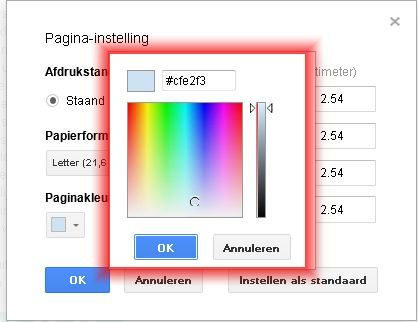 Pagina-instelling
Afdrukstan
timeter)
Staand
2.54
Papierform
2.54
Letter (21,6
2.54
Paginakleu
2.54
#cfe2f3
OK Annuleren
OK Annuleren Instellen als standaard